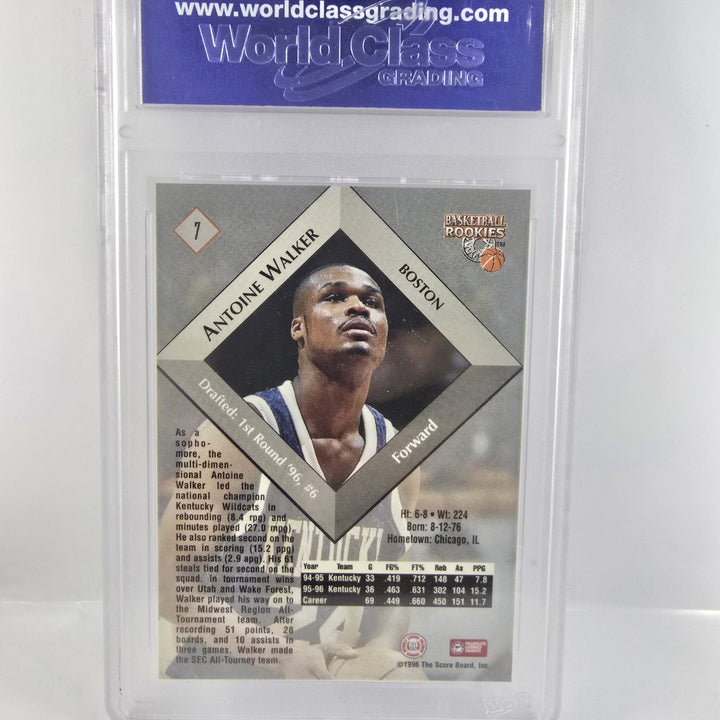 www.worldclassgrading.com
World Class
GRADING
7
BASKETBALL
ROOKIES
TM
ANTOINE WALKER
BOSTON
Drafted: 1st Round '96, #6
Forward
As a
sopho-
more, the
multi-dimen-
sional Antoine
Walker led the
national champion
Kentucky Wildcats in
rebounding (8.4 rpg) and
minutes played (27.0 mpg).
He also ranked second on the
team in scoring (15.2 ppg)
and assists (2.9 apg). His 61
steals tied for second on the
squad. In tournament wins
over Utah and Wake Forest,
Walker played his way on to
the Midwest Region All-
Tournament team. After
recording 51 points, 28
boards, and 10 assists in
three games, Walker made
the SEC All-Tourney team.
Ht: 6-8 • Wt: 224
Born: 8-12-76
Hometown: Chicago, IL
Year Team G FG% FT% Reb As PPG
94-95 Kentucky 33 .419 .712 148 47 7.8
95-96 Kentucky 36 .463 .631 302 104 15.2
Career 69 .449 .660 450 151 11.7
©1996 The Score Board, Inc.